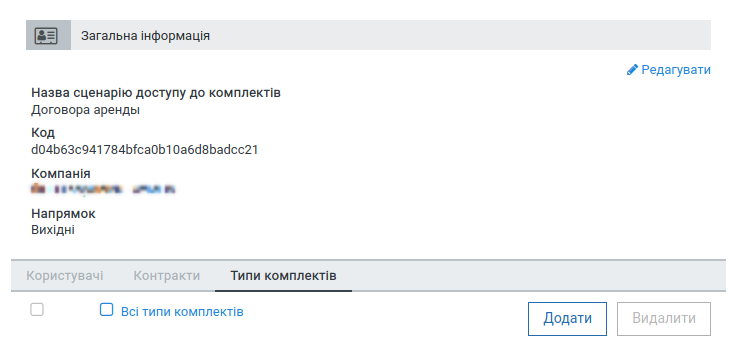 Загальна інформація
Редагувати
Назва сценарію доступу до комплектів
Договора аренды
Код
d04b63c941784bfca0b10a6d8badcc21
Компанія
Напрямок
Вихідні
Користувачі Контракти Типи комплектів
Всі типи комплектів Додати Видалити